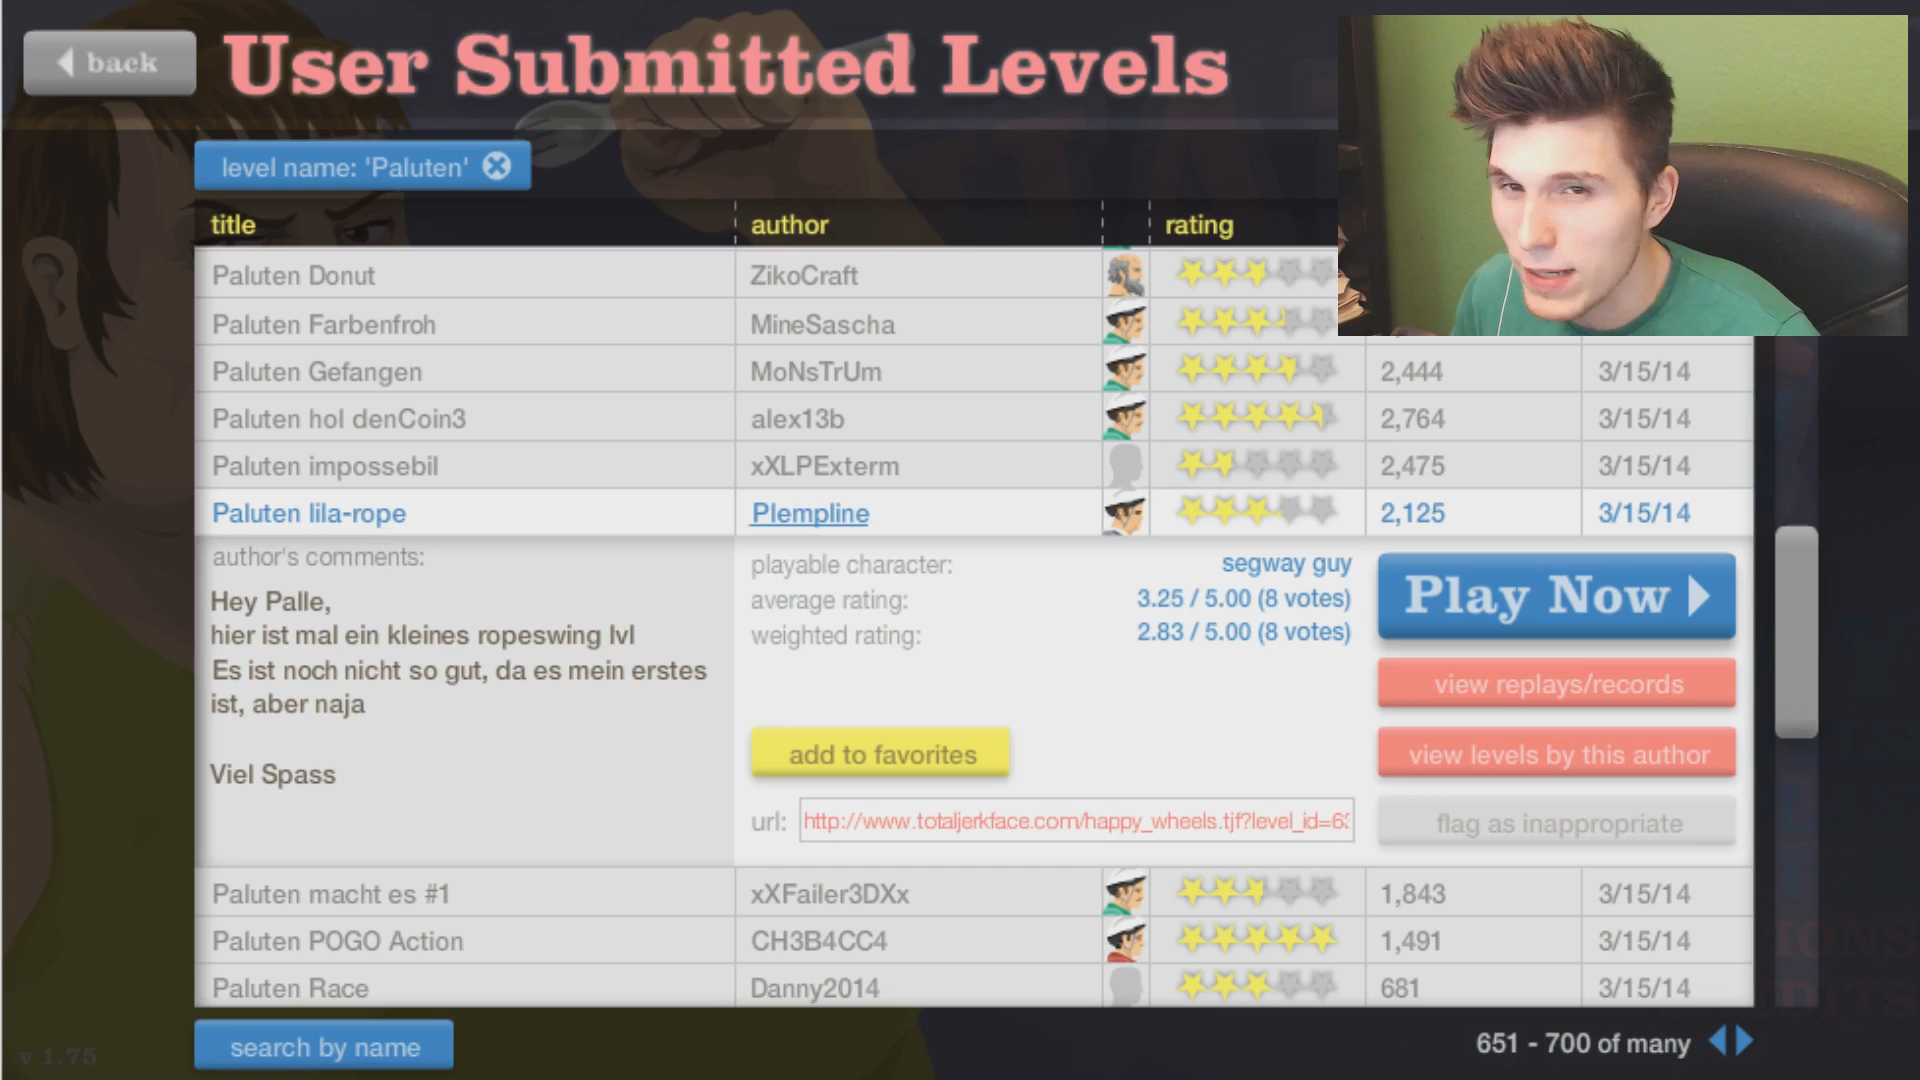 back
User Submitted Levels
level name: 'Paluten'
title author rating
Paluten Donut ZikoCraft
Paluten Farbenfroh MineSascha
Paluten Gefangen MoNsTrUm 2,444 3/15/14
Paluten hol denCoin3 alex13b 2,764 3/15/14
Paluten impossebil xXLPExterm 2,475 3/15/14
Paluten lila-rope Plempline 2,125 3/15/14
author's comments:
Hey Palle,
hier ist mal ein kleines ropeswing lvl
Es ist noch nicht so gut, da es mein erstes
ist, aber naja
Viel Spass
playable character: segway guy
average rating: 3.25 / 5.00 (8 votes)
weighted rating: 2.83 / 5.00 (8 votes)
add to favorites
url: http://www.totaljerkface.com/happy_wheels.tjf?level_id=63
Play Now
view replays/records
view levels by this author
flag as inappropriate
Paluten macht es #1 xXFailer3DXx 1,843 3/15/14
Paluten POGO Action CH3B4CC4 1,491 3/15/14
Paluten Race Danny2014 681 3/15/14
search by name
651 - 700 of many
v 1.75